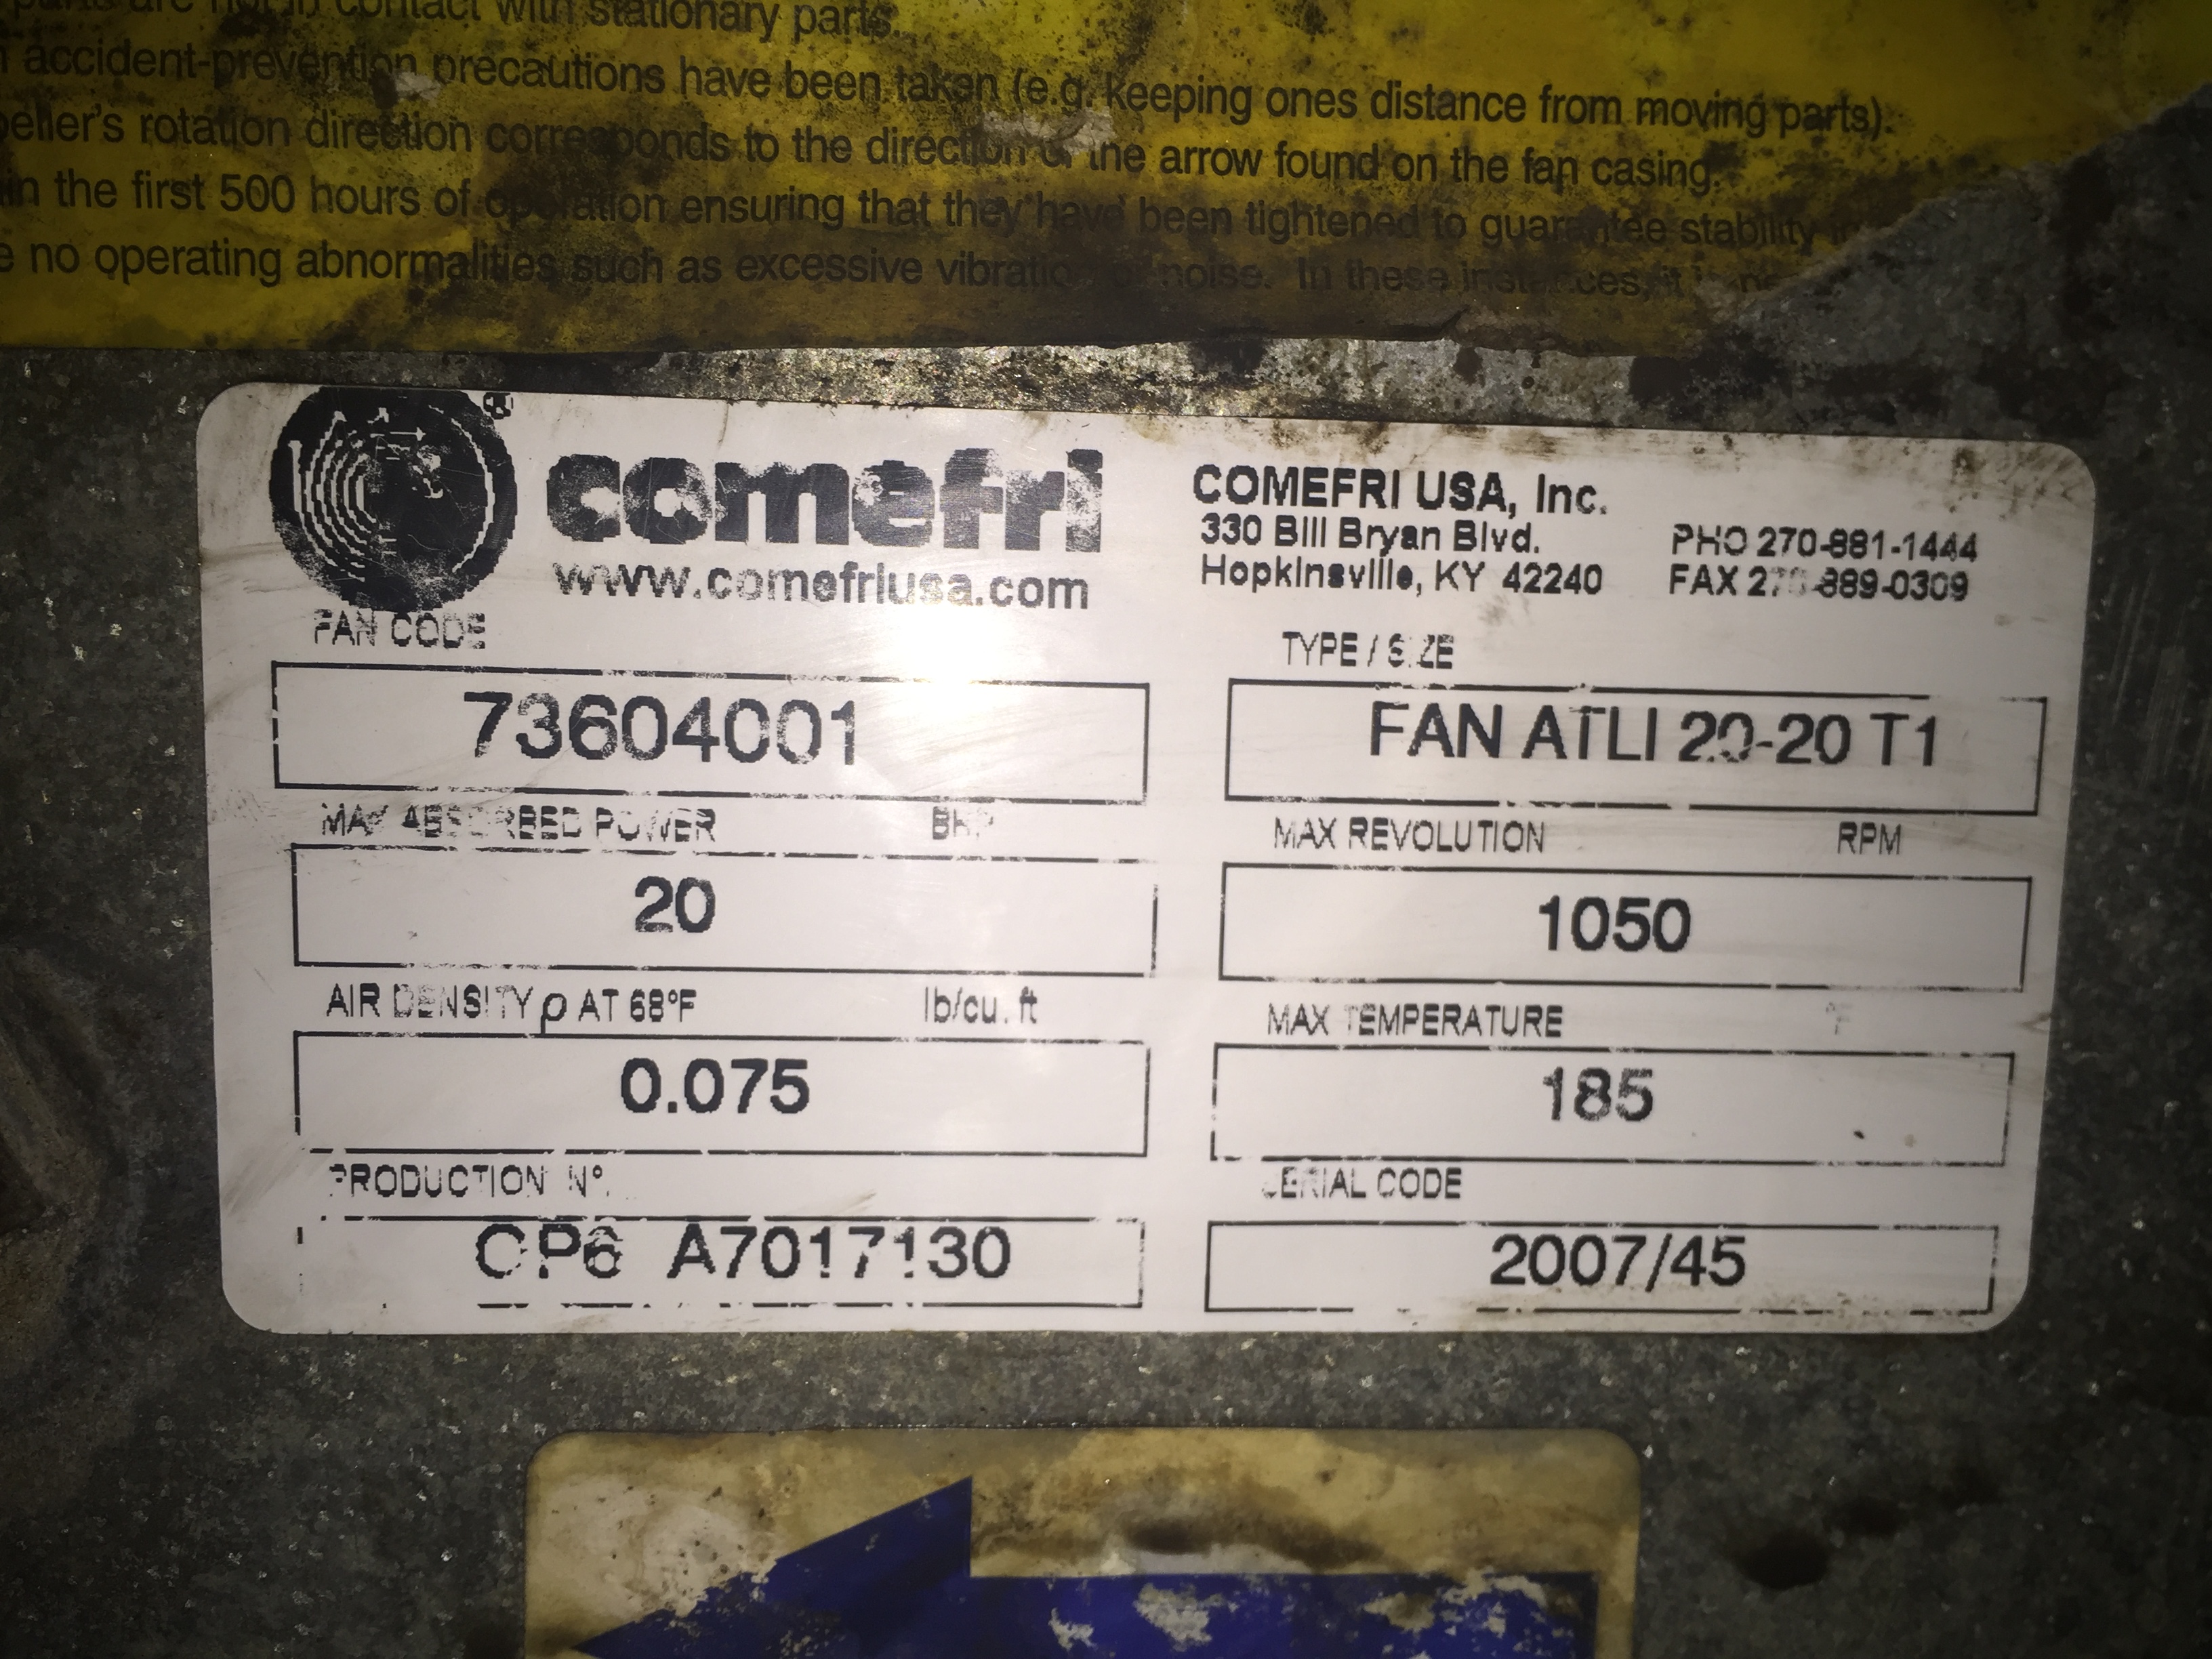 parts are not in contact with stationary parts.
accident-prevention precautions have been taken (e.g. keeping ones distance from moving parts).
peller's rotation direction corresponds to the direction of the arrow found on the fan casing.
in the first 500 hours of operation ensuring that they have been tightened to guarantee stability
no operating abnormalities such as excessive vibration or noise. In these instances, it
comefri
www.comefriusa.com
COMEFRI USA, Inc.
330 Bill Bryan Blvd.
Hopkinsville, KY 42240
PHO 270-881-1444
FAX 270-889-0309
FAN CODE
73604001
TYPE / SIZE
FAN ATLI 20-20 T1
MAX ABSORBED POWER BHP
20
MAX REVOLUTION RPM
1050
AIR DENSITY ρ AT 68°F lb/cu. ft
0.075
MAX TEMPERATURE °F
185
PRODUCTION N°.
CP6 A7017130
SERIAL CODE
2007/45